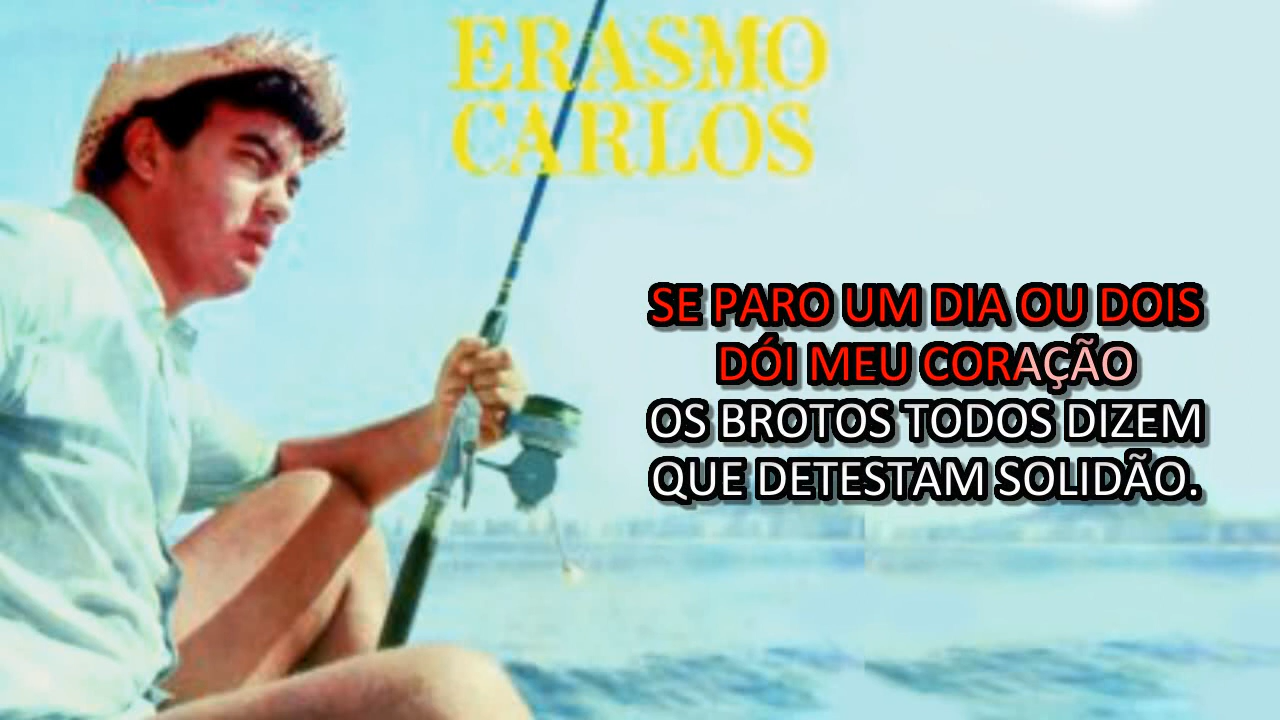 ERASMO
CARLOS
SE PARO UM DIA OU DOIS
DÓI MEU CORAÇÃO
OS BROTOS TODOS DIZEM
QUE DETESTAM SOLIDÃO.